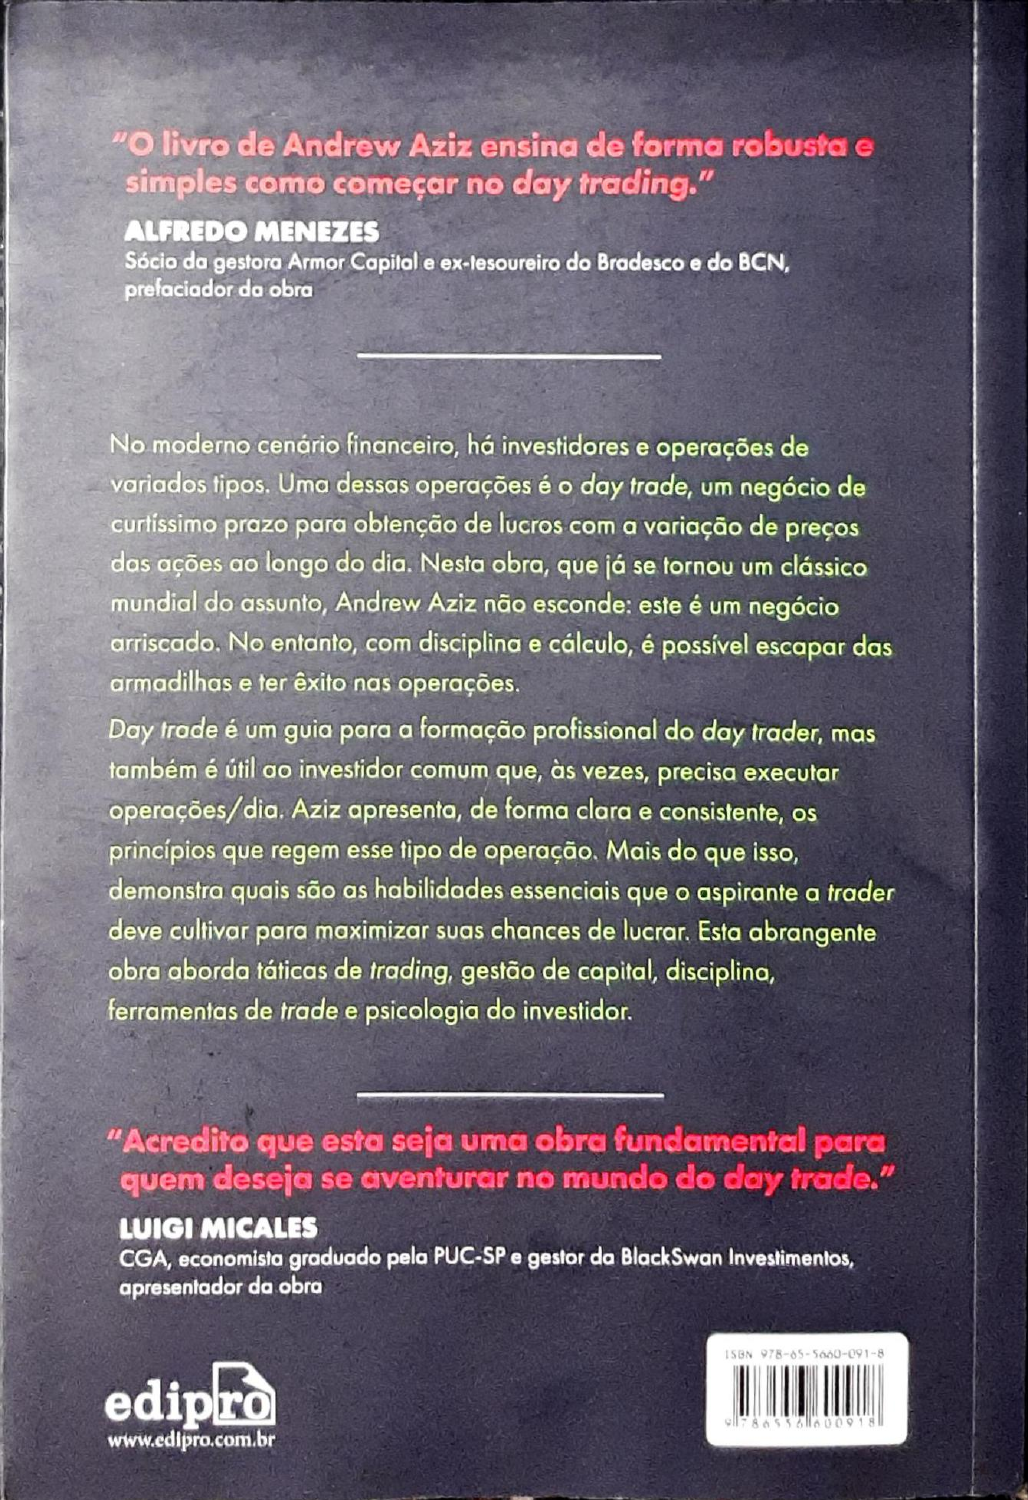 "O livro de Andrew Aziz ensina de forma robusta e
simples como começar no day trading."
ALFREDO MENEZES
Sócio da gestora Armor Capital e ex-tesoureiro do Bradesco e do BCN,
prefaciador da obra
No moderno cenário financeiro, há investidores e operações de
variados tipos. Uma dessas operações é o day trade, um negócio de
curtíssimo prazo para obtenção de lucros com a variação de preços
das ações ao longo do dia. Nesta obra, que já se tornou um clássico
mundial do assunto, Andrew Aziz não esconde: este é um negócio
arriscado. No entanto, com disciplina e cálculo, é possível escapar das
armadilhas e ter êxito nas operações.
Day trade é um guia para a formação profissional do day trader, mas
também é útil ao investidor comum que, às vezes, precisa executar
operações/dia. Aziz apresenta, de forma clara e consistente, os
princípios que regem esse tipo de operação. Mais do que isso,
demonstra quais são as habilidades essenciais que o aspirante a trader
deve cultivar para maximizar suas chances de lucrar. Esta abrangente
obra aborda táticas de trading, gestão de capital, disciplina,
ferramentas de trade e psicologia do investidor.
"Acredito que esta seja uma obra fundamental para
quem deseja se aventurar no mundo do day trade."
LUIGI MICALES
CGA, economista graduado pela PUC-SP e gestor da BlackSwan Investimentos,
apresentador da obra
edipro
www.edipro.com.br
ISBN 978-65-5660-091-8
9 786556 600918